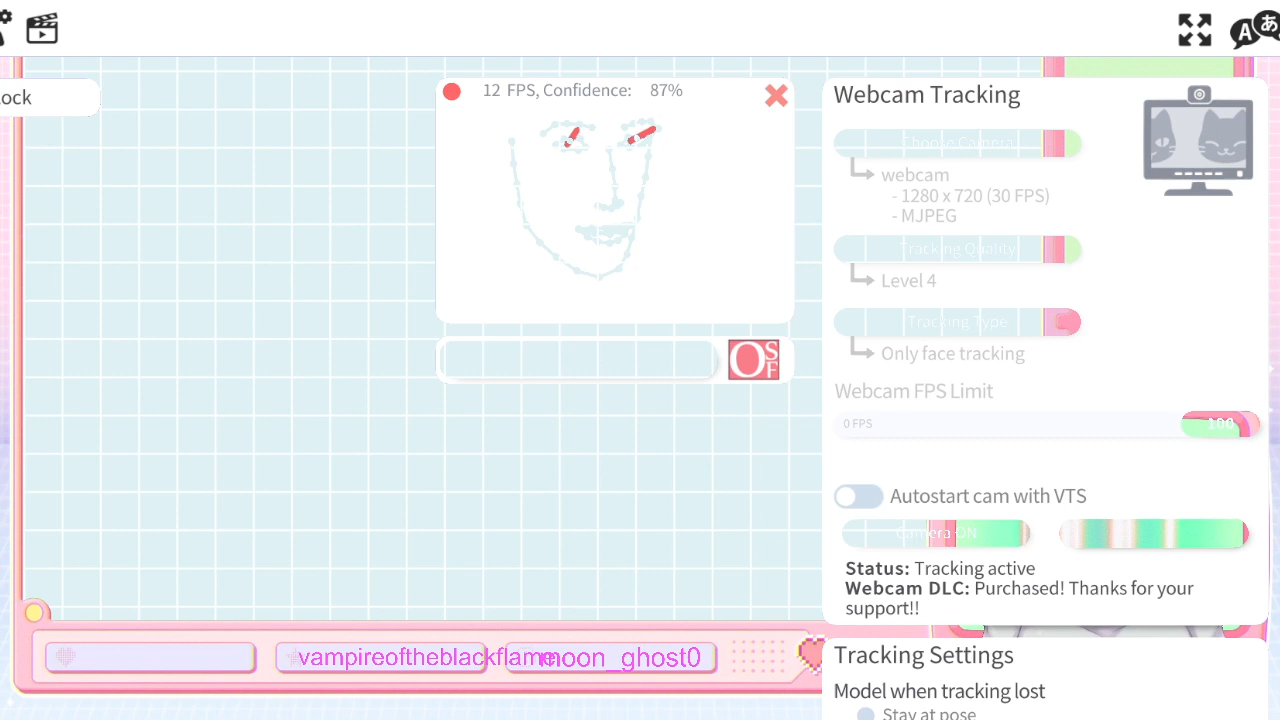 ock
12 FPS, Confidence: 87%
OSF
vampireoftheblackflame
moon_ghost0
Webcam Tracking
Choose Camera
webcam
- 1280 x 720 (30 FPS)
- MJPEG
Tracking Quality
Level 4
Tracking Type
Only face tracking
Webcam FPS Limit
0 FPS
100
Autostart cam with VTS
Camera ON
Status: Tracking active
Webcam DLC: Purchased! Thanks for your
support!!
Tracking Settings
Model when tracking lost
Stay at pose
A あ